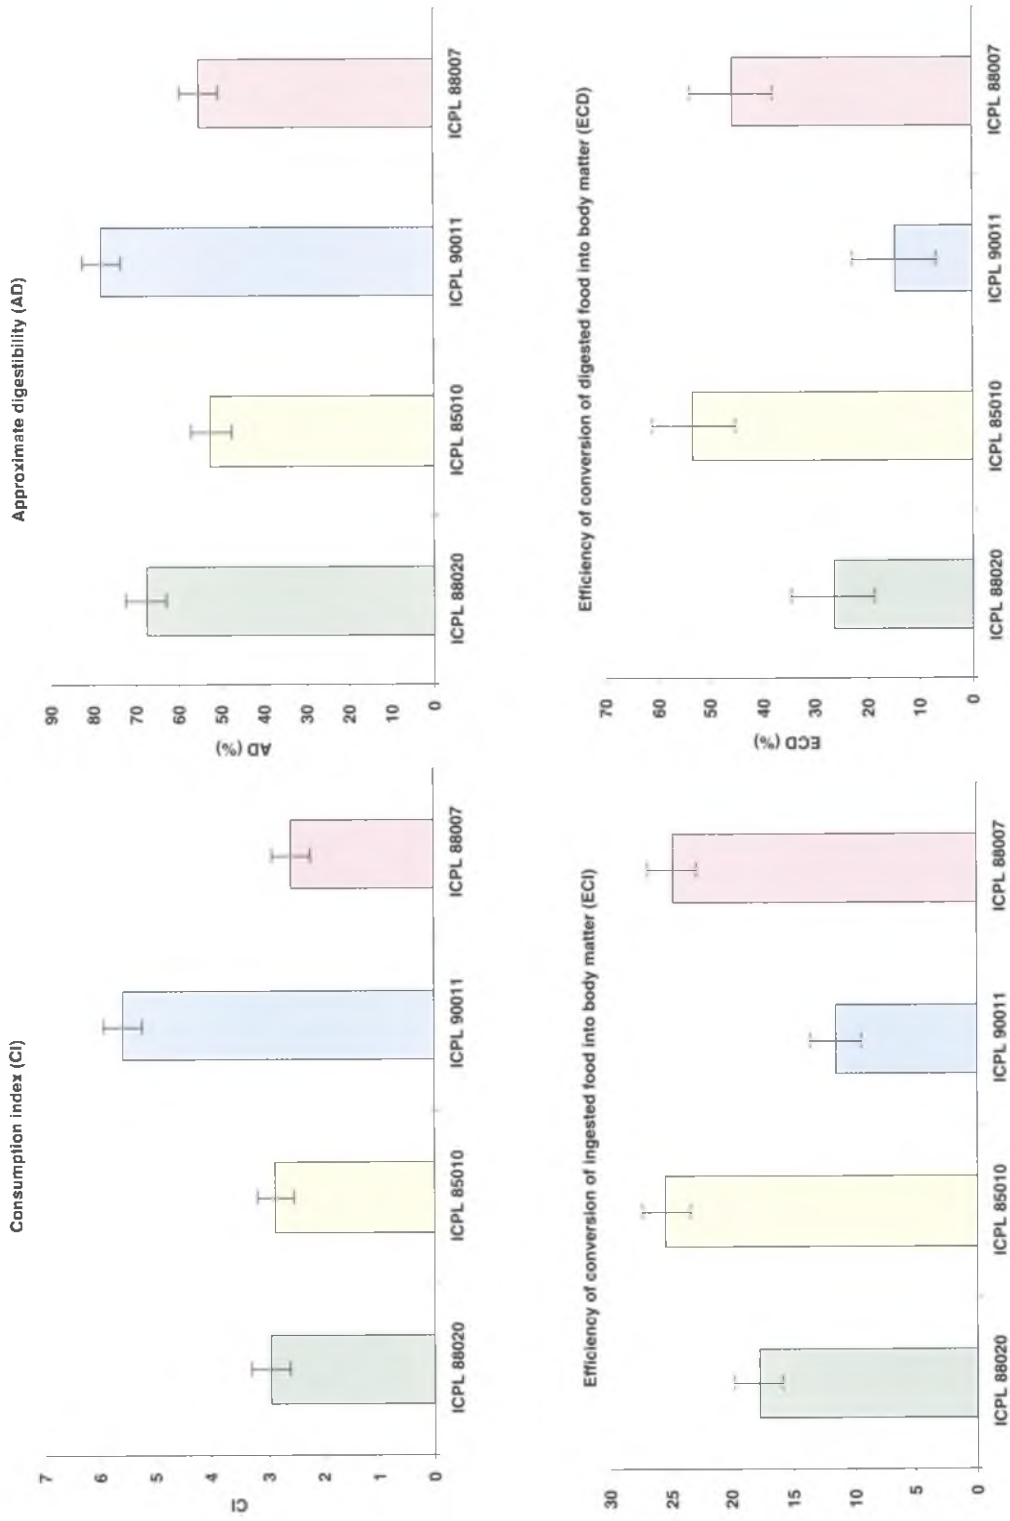 Consumption index (CI)
7
6
5
4
3
2
1
0
CI
ICPL 88020
ICPL 85010
ICPL 90011
ICPL 88007
Approximate digestibility (AD)
90
80
70
60
50
40
30
20
10
0
AD (%)
ICPL 88020
ICPL 85010
ICPL 90011
ICPL 88007
Efficiency of conversion of ingested food into body matter (ECI)
30
25
20
15
10
5
0
ICPL 88020
ICPL 85010
ICPL 90011
ICPL 88007
Efficiency of conversion of digested food into body matter (ECD)
70
60
50
40
30
20
10
0
ECD (%)
ICPL 88020
ICPL 85010
ICPL 90011
ICPL 88007